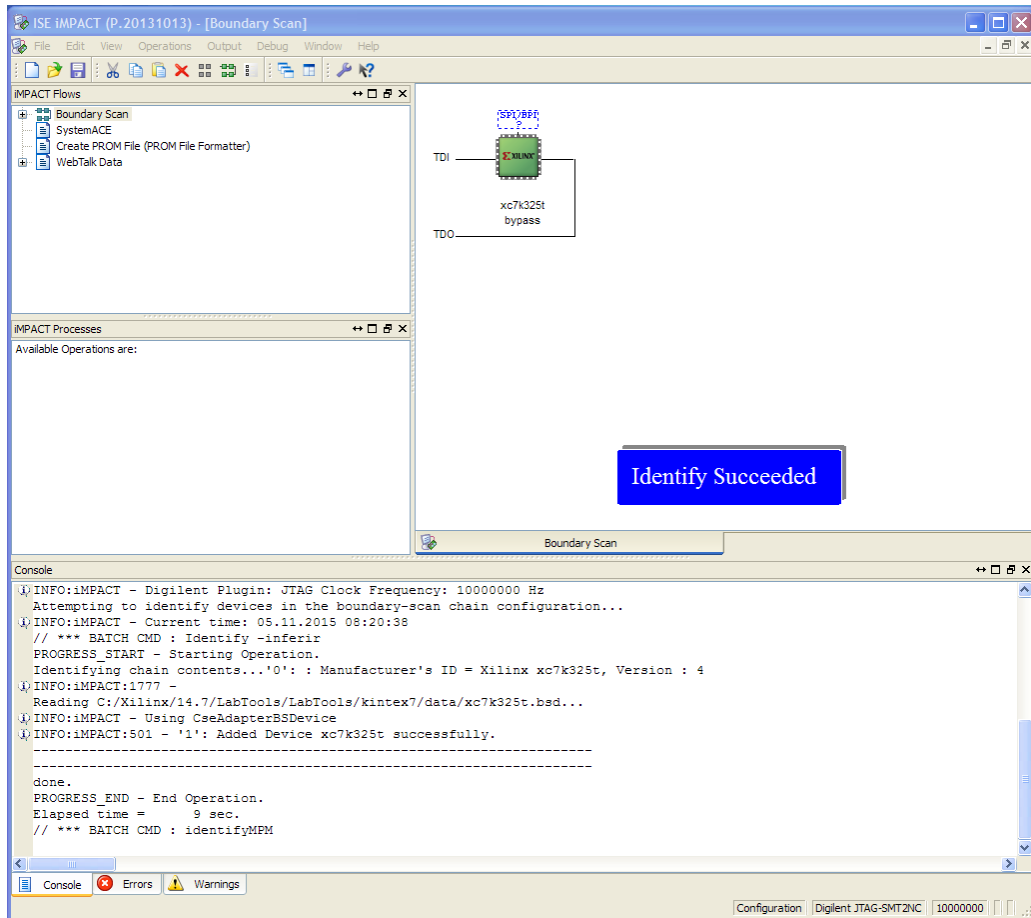 ISE iMPACT (P.20131013) - [Boundary Scan]
File Edit View Operations Output Debug Window Help
iMPACT Flows
Boundary Scan
SystemACE
Create PROM File (PROM File Formatter)
WebTalk Data
SPI/BPI
?
TDI
XILINX
xc7k325t
bypass
TDO
iMPACT Processes
Available Operations are:
Identify Succeeded
Boundary Scan
Console
INFO:iMPACT - Digilent Plugin: JTAG Clock Frequency: 10000000 Hz
Attempting to identify devices in the boundary-scan chain configuration...
INFO:iMPACT - Current time: 05.11.2015 08:20:38
// *** BATCH CMD : Identify -inferir
PROGRESS_START - Starting Operation.
Identifying chain contents...'0': : Manufacturer's ID = Xilinx xc7k325t, Version : 4
INFO:iMPACT:1777 -
Reading C:/Xilinx/14.7/LabTools/LabTools/kintex7/data/xc7k325t.bsd...
INFO:iMPACT - Using CseAdapterBSDevice
INFO:iMPACT:501 - '1': Added Device xc7k325t successfully.
----------------------------------------------------------------------
----------------------------------------------------------------------
done.
PROGRESS_END - End Operation.
Elapsed time =      9 sec.
// *** BATCH CMD : identifyMPM
Console Errors Warnings
Configuration Digilent JTAG-SMT2NC 10000000